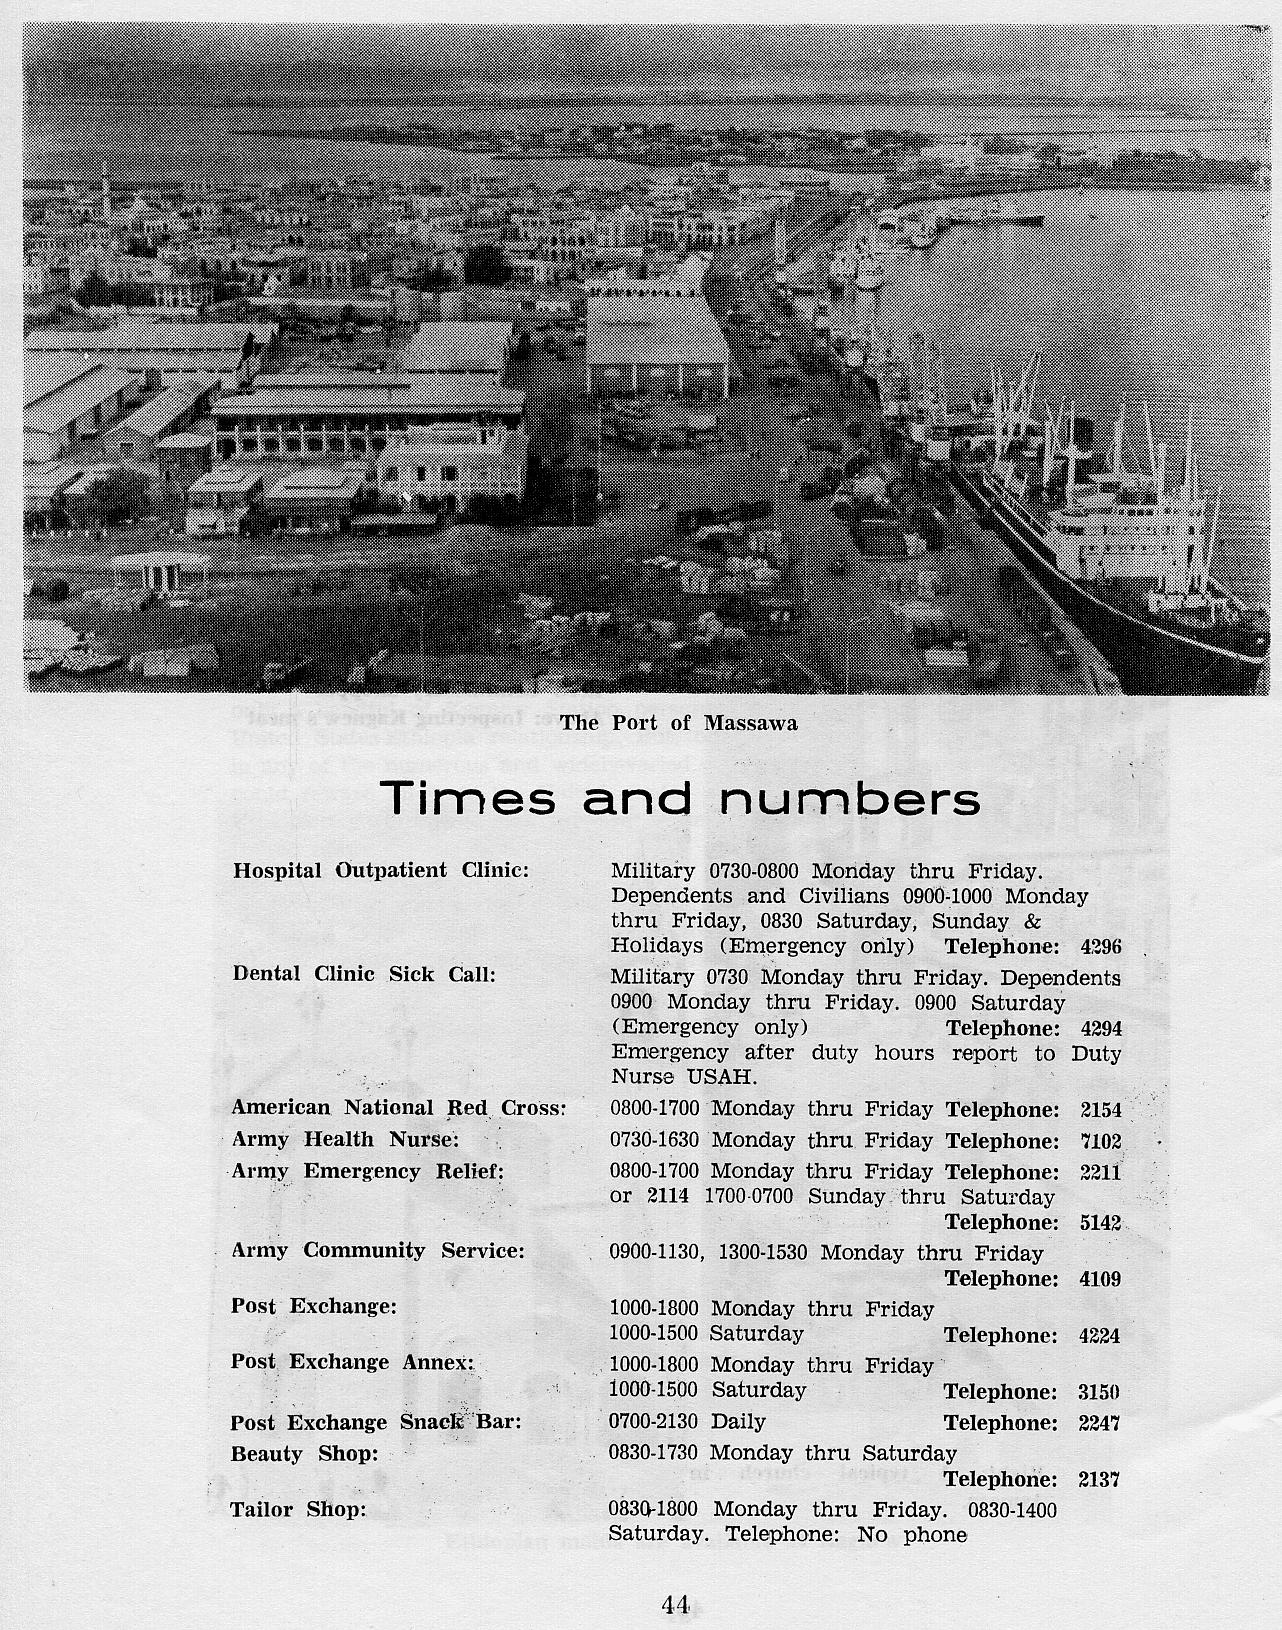 The Port of Massawa
Times and numbers
Hospital Outpatient Clinic: Military 0730-0800 Monday thru Friday.
Dependents and Civilians 0900-1000 Monday
thru Friday, 0830 Saturday, Sunday &
Holidays (Emergency only) Telephone: 4296
Dental Clinic Sick Call: Military 0730 Monday thru Friday. Dependents
0900 Monday thru Friday. 0900 Saturday
(Emergency only) Telephone: 4294
Emergency after duty hours report to Duty
Nurse USAH.
American National Red Cross: 0800-1700 Monday thru Friday Telephone: 2154
Army Health Nurse: 0730-1630 Monday thru Friday Telephone: 7102
Army Emergency Relief: 0800-1700 Monday thru Friday Telephone: 2211
or 2114 1700-0700 Sunday thru Saturday
Telephone: 5142
Army Community Service: 0900-1130, 1300-1530 Monday thru Friday
Telephone: 4109
Post Exchange: 1000-1800 Monday thru Friday
1000-1500 Saturday Telephone: 4224
Post Exchange Annex: 1000-1800 Monday thru Friday
1000-1500 Saturday Telephone: 3150
Post Exchange Snack Bar: 0700-2130 Daily Telephone: 2247
Beauty Shop: 0830-1730 Monday thru Saturday
Telephone: 2137
Tailor Shop: 0830-1800 Monday thru Friday. 0830-1400
Saturday. Telephone: No phone
44